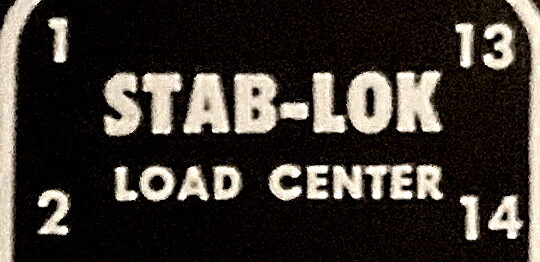 1 13
STAB-LOK
LOAD CENTER
2 14